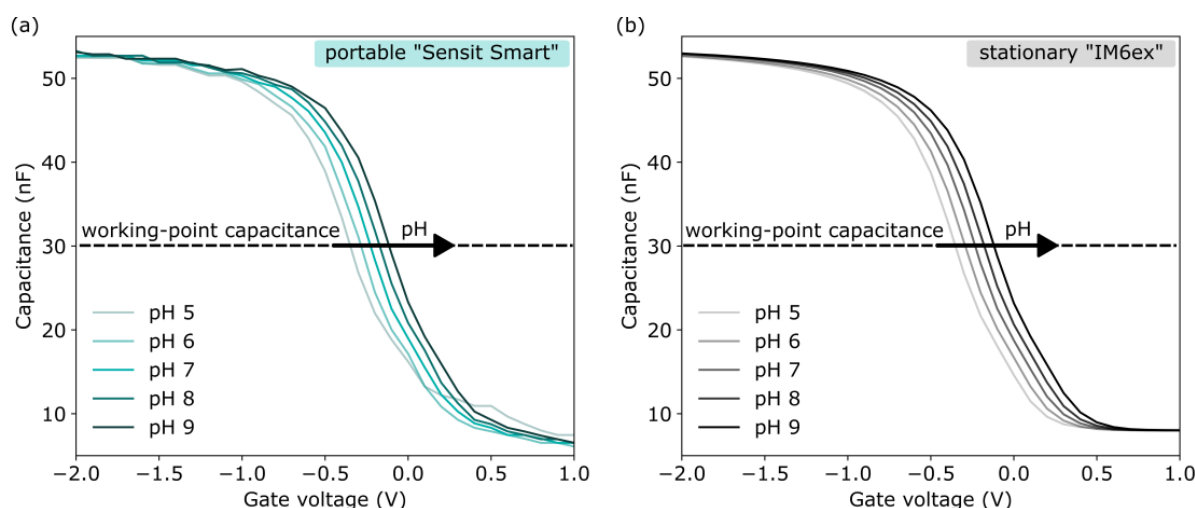 (a)
portable "Sensit Smart"
Capacitance (nF)
50
40
30
20
10
working-point capacitance
pH
pH 5
pH 6
pH 7
pH 8
pH 9
−2.0 −1.5 −1.0 −0.5 0.0 0.5 1.0
Gate voltage (V)
(b)
stationary "IM6ex"
Capacitance (nF)
50
40
30
20
10
working-point capacitance
pH
pH 5
pH 6
pH 7
pH 8
pH 9
−2.0 −1.5 −1.0 −0.5 0.0 0.5 1.0
Gate voltage (V)